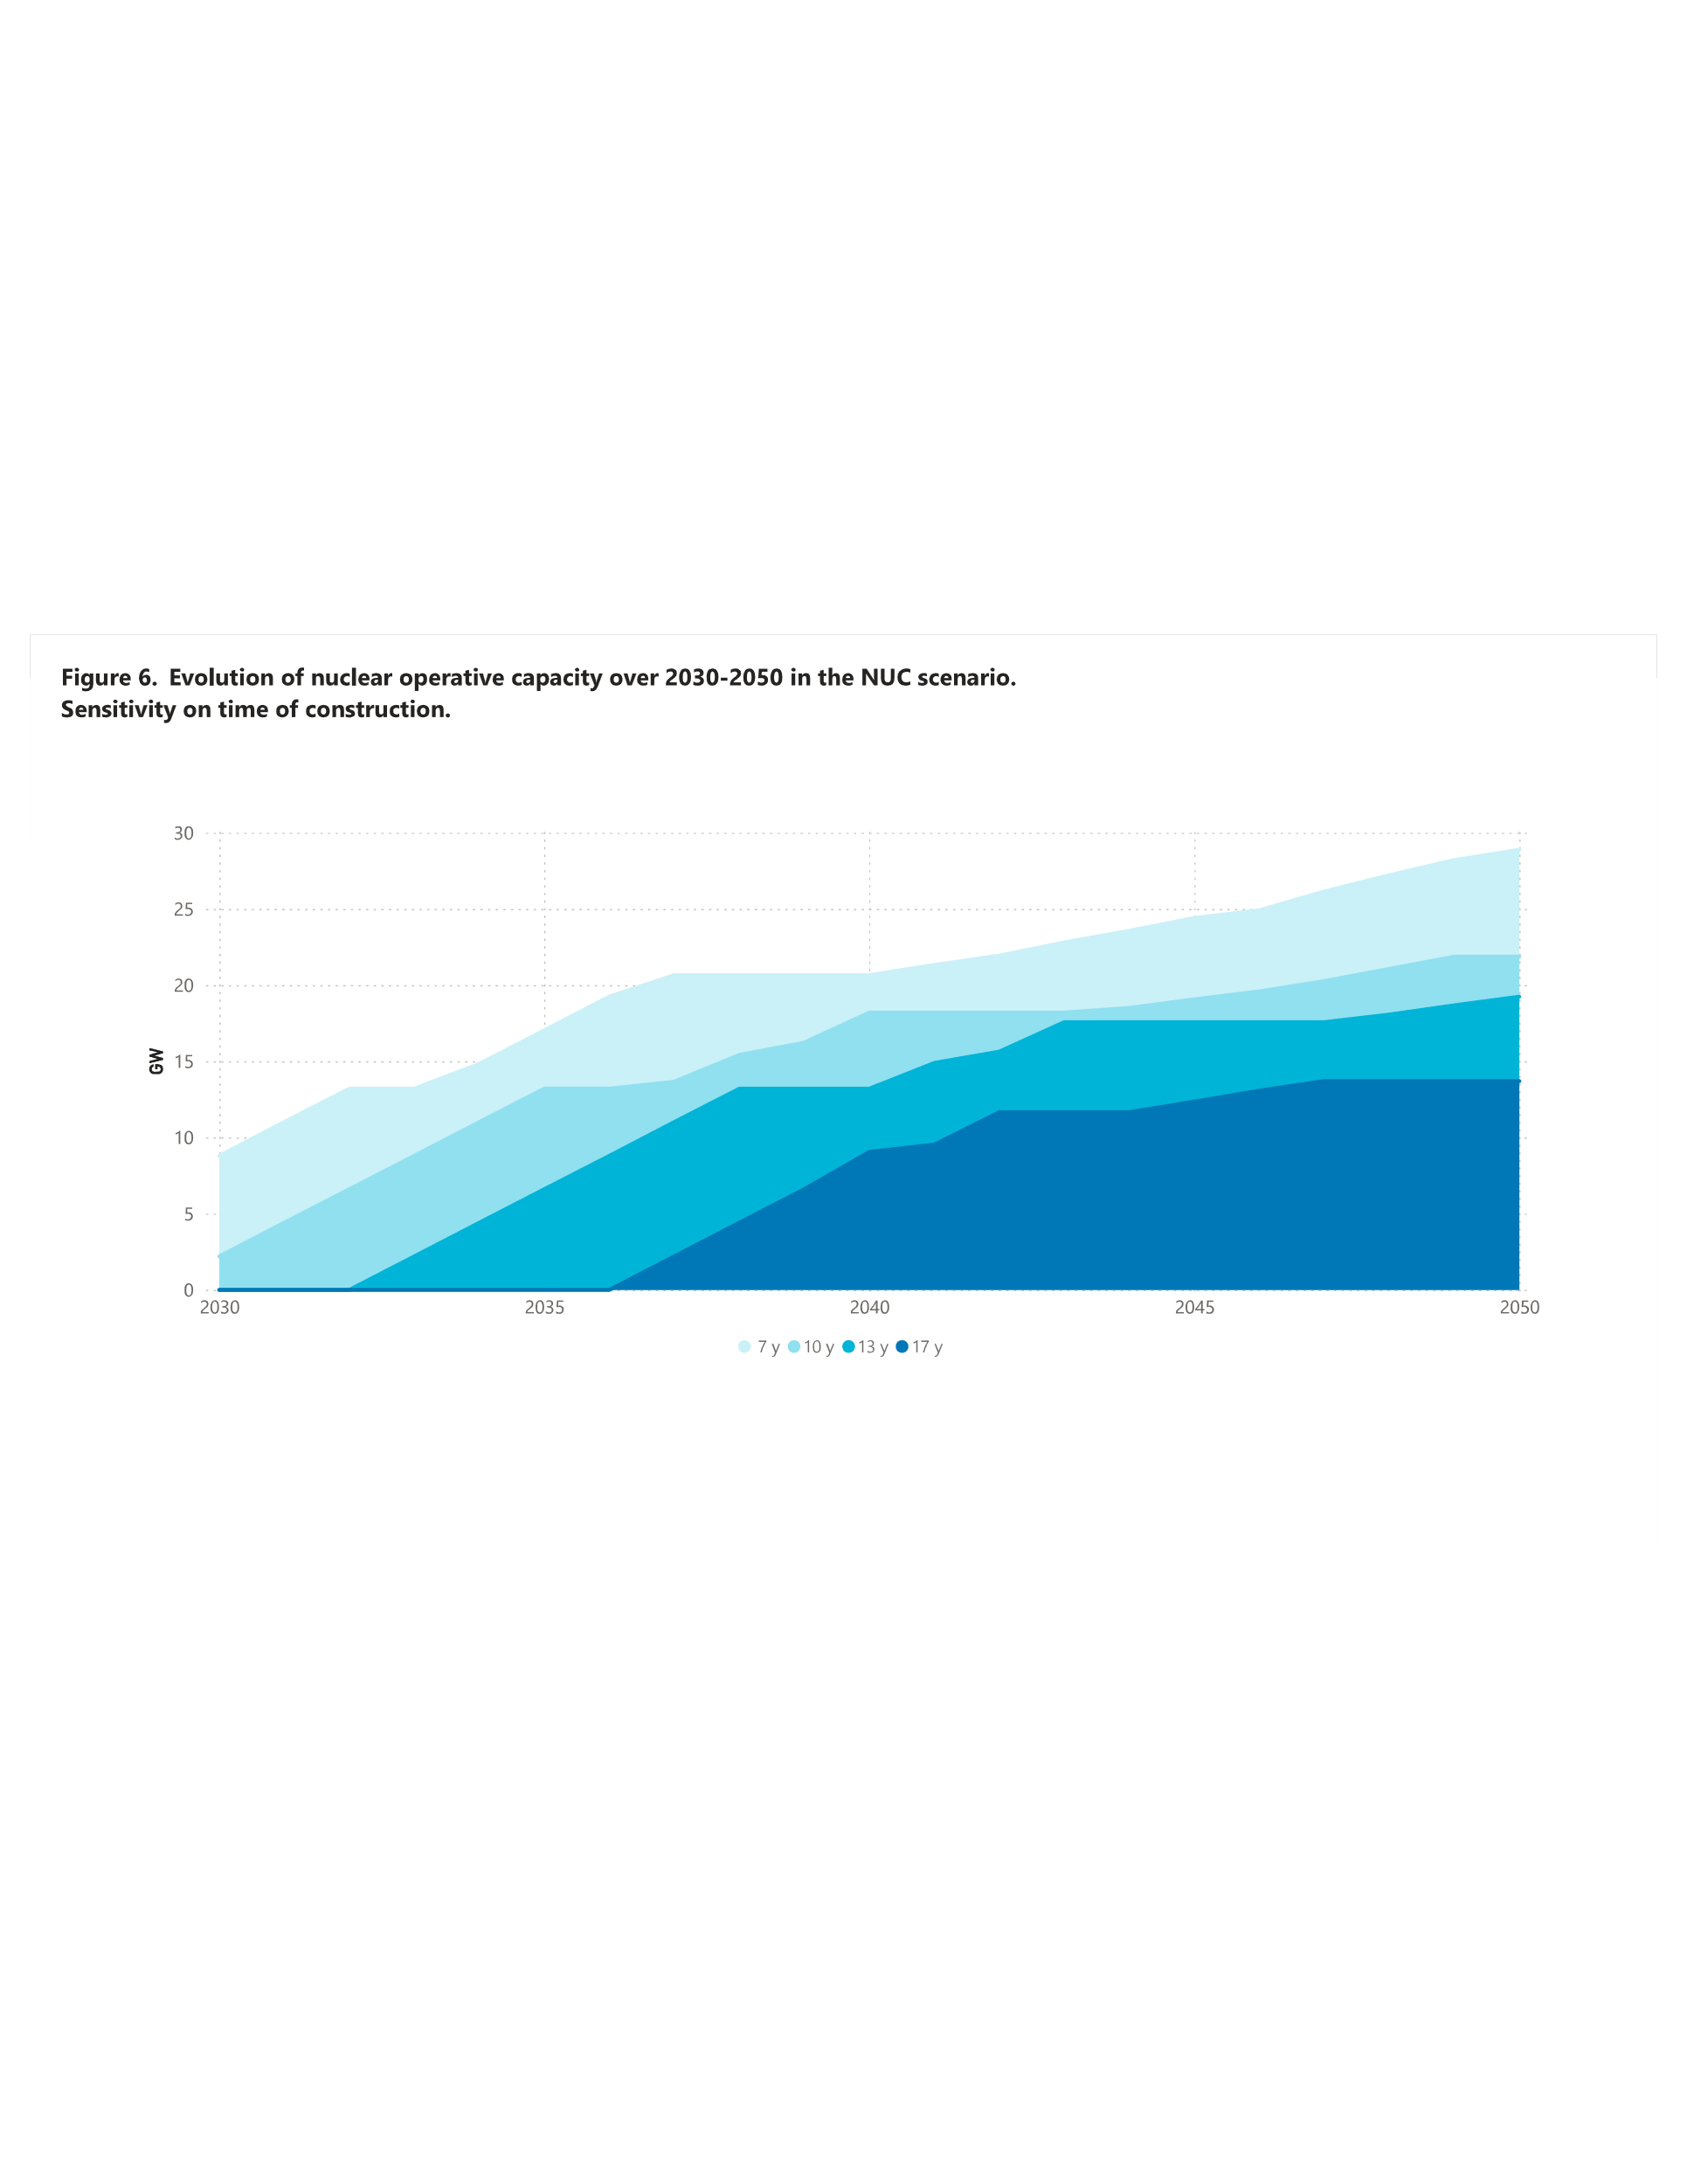 Figure 6. Evolution of nuclear operative capacity over 2030-2050 in the NUC scenario.
Sensitivity on time of construction.
30
25
20
15
10
5
0
GW
2030 2035 2040 2045 2050
7 y 10 y 13 y 17 y